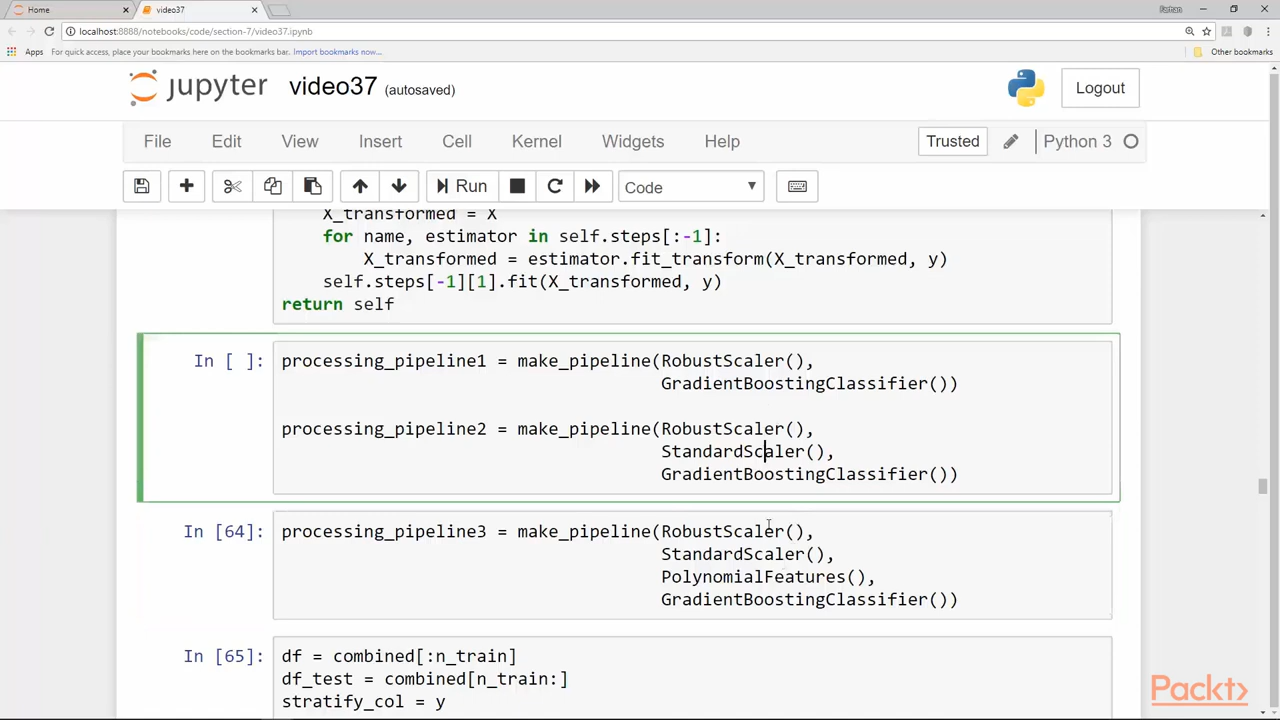 Home
video37
Farhan
localhost:8888/notebooks/code/section-7/video37.ipynb
Apps For quick access, place your bookmarks here on the bookmarks bar. Import bookmarks now...
Other bookmarks
jupyter video37 (autosaved)
Logout
File Edit View Insert Cell Kernel Widgets Help
Trusted Python 3
Run Code
X_transformed = X
for name, estimator in self.steps[:-1]:
X_transformed = estimator.fit_transform(X_transformed, y)
self.steps[-1][1].fit(X_transformed, y)
return self
In [ ]: processing_pipeline1 = make_pipeline(RobustScaler(),
GradientBoostingClassifier())
processing_pipeline2 = make_pipeline(RobustScaler(),
StandardScaler(),
GradientBoostingClassifier())
In [64]: processing_pipeline3 = make_pipeline(RobustScaler(),
StandardScaler(),
PolynomialFeatures(),
GradientBoostingClassifier())
In [65]: df = combined[:n_train]
df_test = combined[n_train:]
stratify_col = y
Packt>